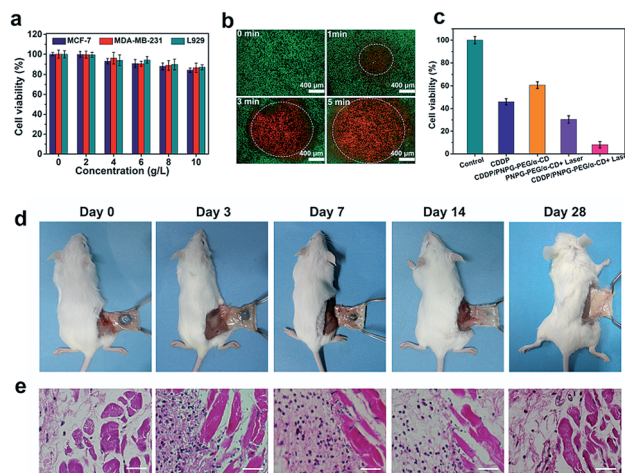 a
MCF-7 MDA-MB-231 L929
Cell viability (%)
120
100
80
60
40
20
0
0 2 4 6 8 10
Concentration (g/L)
b
0 min
400 μm
1min
400 μm
3 min
400 μm
5 min
400 μm
c
Cell viability (%)
120
100
80
60
40
20
0
Control
CDDP
CDDP/PNPG-PEG/α-CD
PNPG-PEG/α-CD+ Laser
CDDP/PNPG-PEG/α-CD+ Laser
d
Day 0 Day 3 Day 7 Day 14 Day 28
e